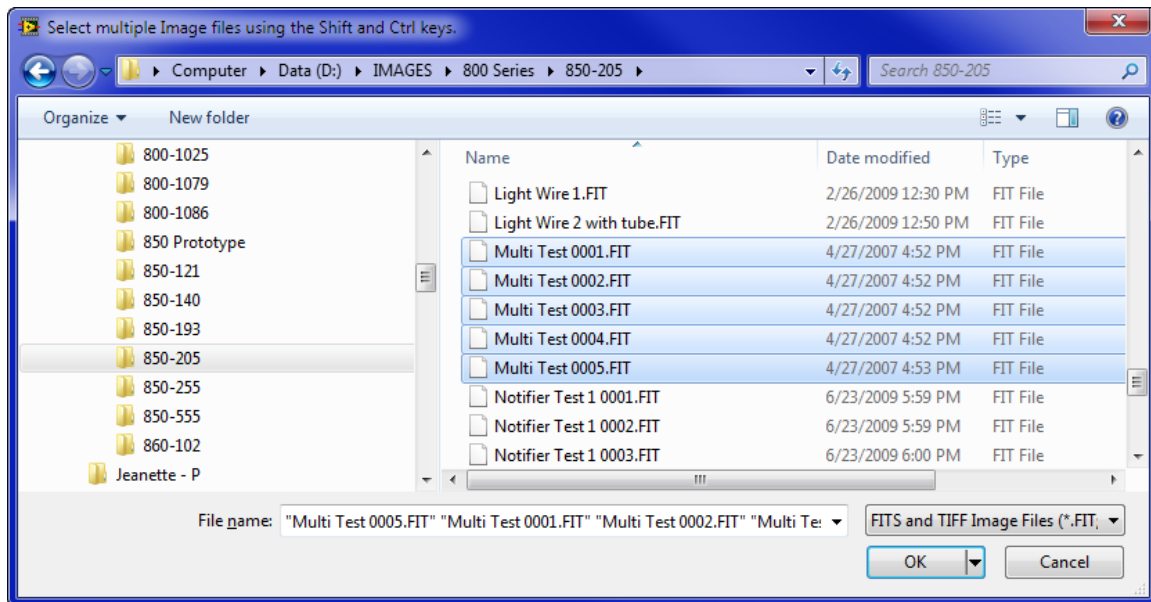 Select multiple Image files using the Shift and Ctrl keys.
Computer Data (D:) IMAGES 800 Series 850-205 Search 850-205
Organize New folder
800-1025
800-1079
800-1086
850 Prototype
850-121
850-140
850-193
850-205
850-255
850-555
860-102
Jeanette - P
Name Date modified Type
Light Wire 1.FIT 2/26/2009 12:30 PM FIT File
Light Wire 2 with tube.FIT 2/26/2009 12:50 PM FIT File
Multi Test 0001.FIT 4/27/2007 4:52 PM FIT File
Multi Test 0002.FIT 4/27/2007 4:52 PM FIT File
Multi Test 0003.FIT 4/27/2007 4:52 PM FIT File
Multi Test 0004.FIT 4/27/2007 4:52 PM FIT File
Multi Test 0005.FIT 4/27/2007 4:53 PM FIT File
Notifier Test 1 0001.FIT 6/23/2009 5:59 PM FIT File
Notifier Test 1 0002.FIT 6/23/2009 5:59 PM FIT File
Notifier Test 1 0003.FIT 6/23/2009 6:00 PM FIT File
File name: "Multi Test 0005.FIT" "Multi Test 0001.FIT" "Multi Test 0002.FIT" "Multi Te FITS and TIFF Image Files (*.FIT;
OK Cancel